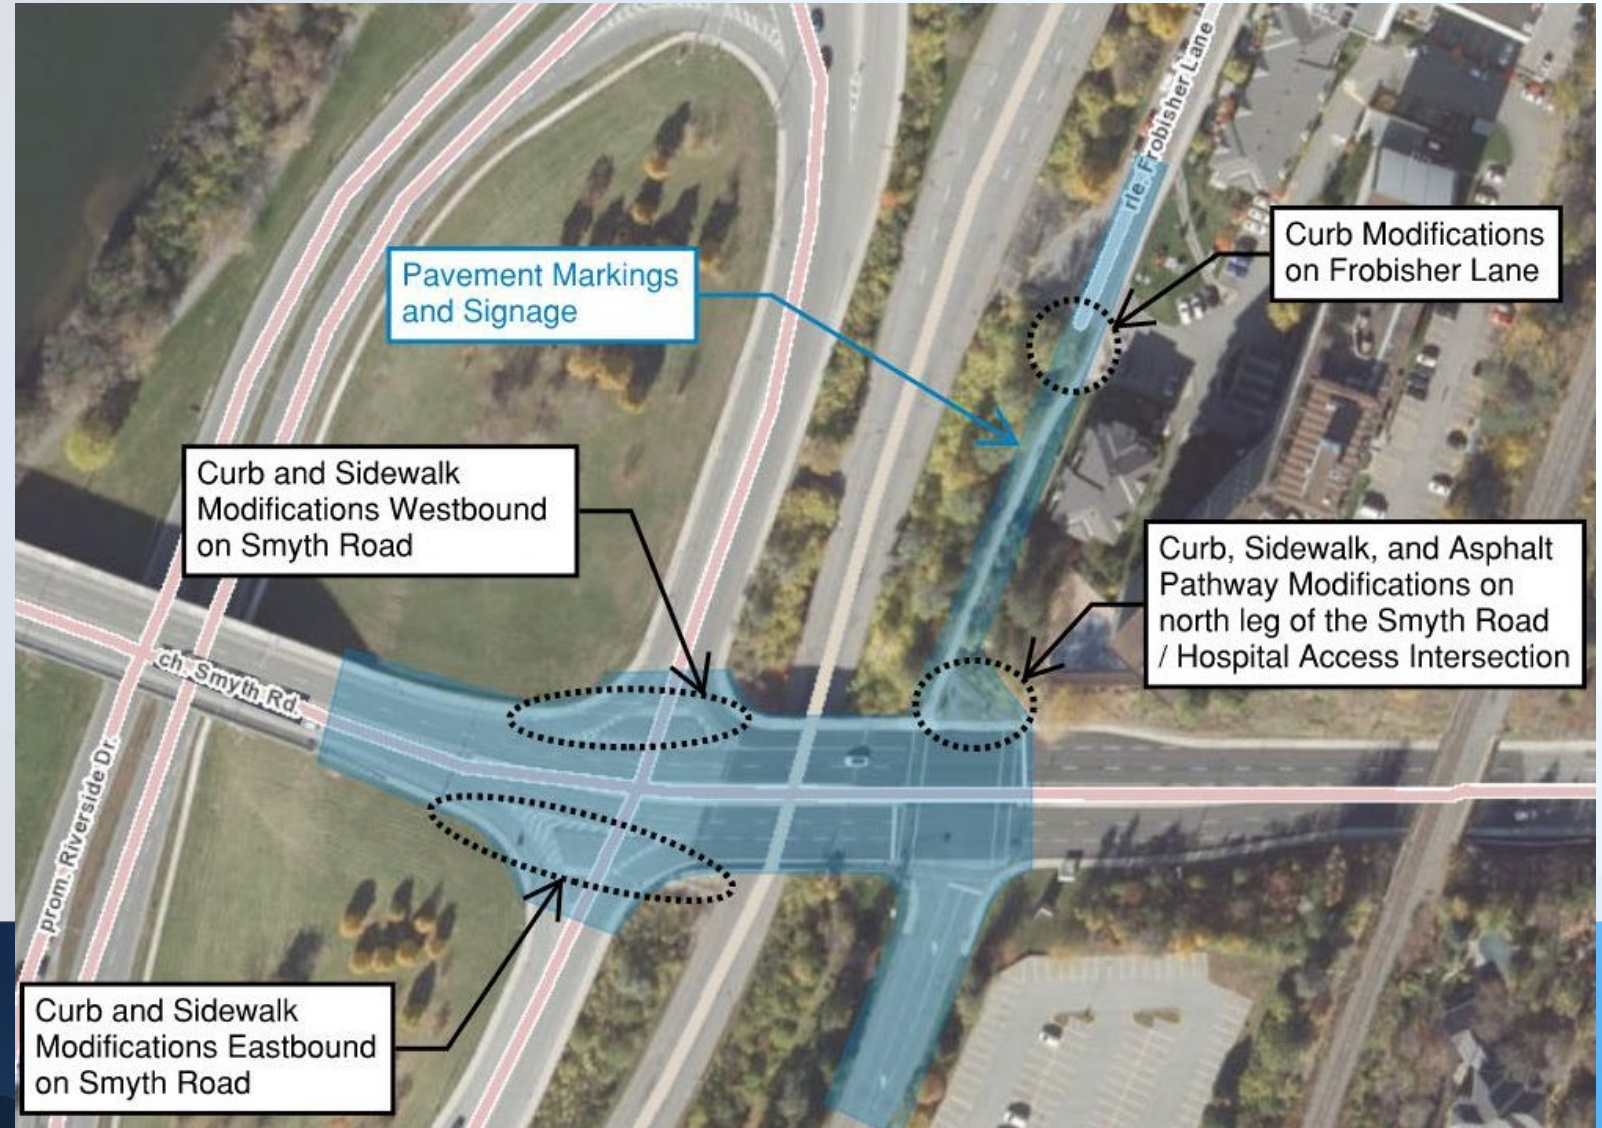 rle. Frobisher Lane
Curb Modifications
on Frobisher Lane
Pavement Markings
and Signage
Curb and Sidewalk
Modifications Westbound
on Smyth Road
Curb, Sidewalk, and Asphalt
Pathway Modifications on
north leg of the Smyth Road
/ Hospital Access Intersection
ch. Smyth Rd.
prom. Riverside Dr.
Curb and Sidewalk
Modifications Eastbound
on Smyth Road